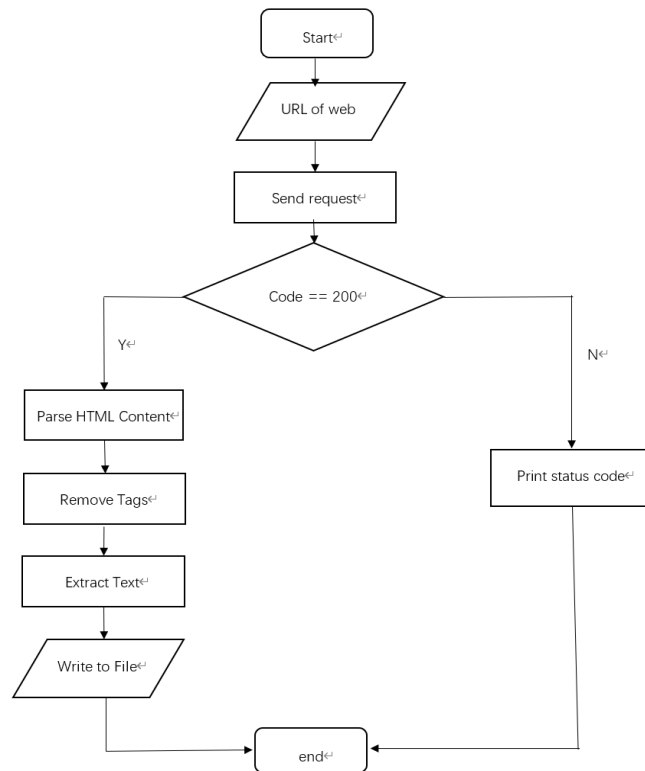 Start
URL of web
Send request
Code == 200
Y
N
Parse HTML Content
Print status code
Remove Tags
Extract Text
Write to File
end